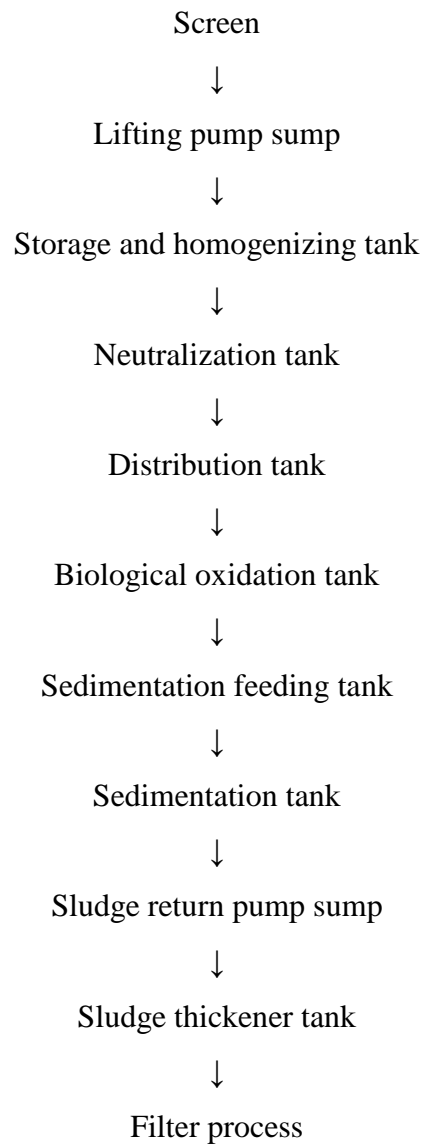 Screen
↓
Lifting pump sump
↓
Storage and homogenizing tank
↓
Neutralization tank
↓
Distribution tank
↓
Biological oxidation tank
↓
Sedimentation feeding tank
↓
Sedimentation tank
↓
Sludge return pump sump
↓
Sludge thickener tank
↓
Filter process